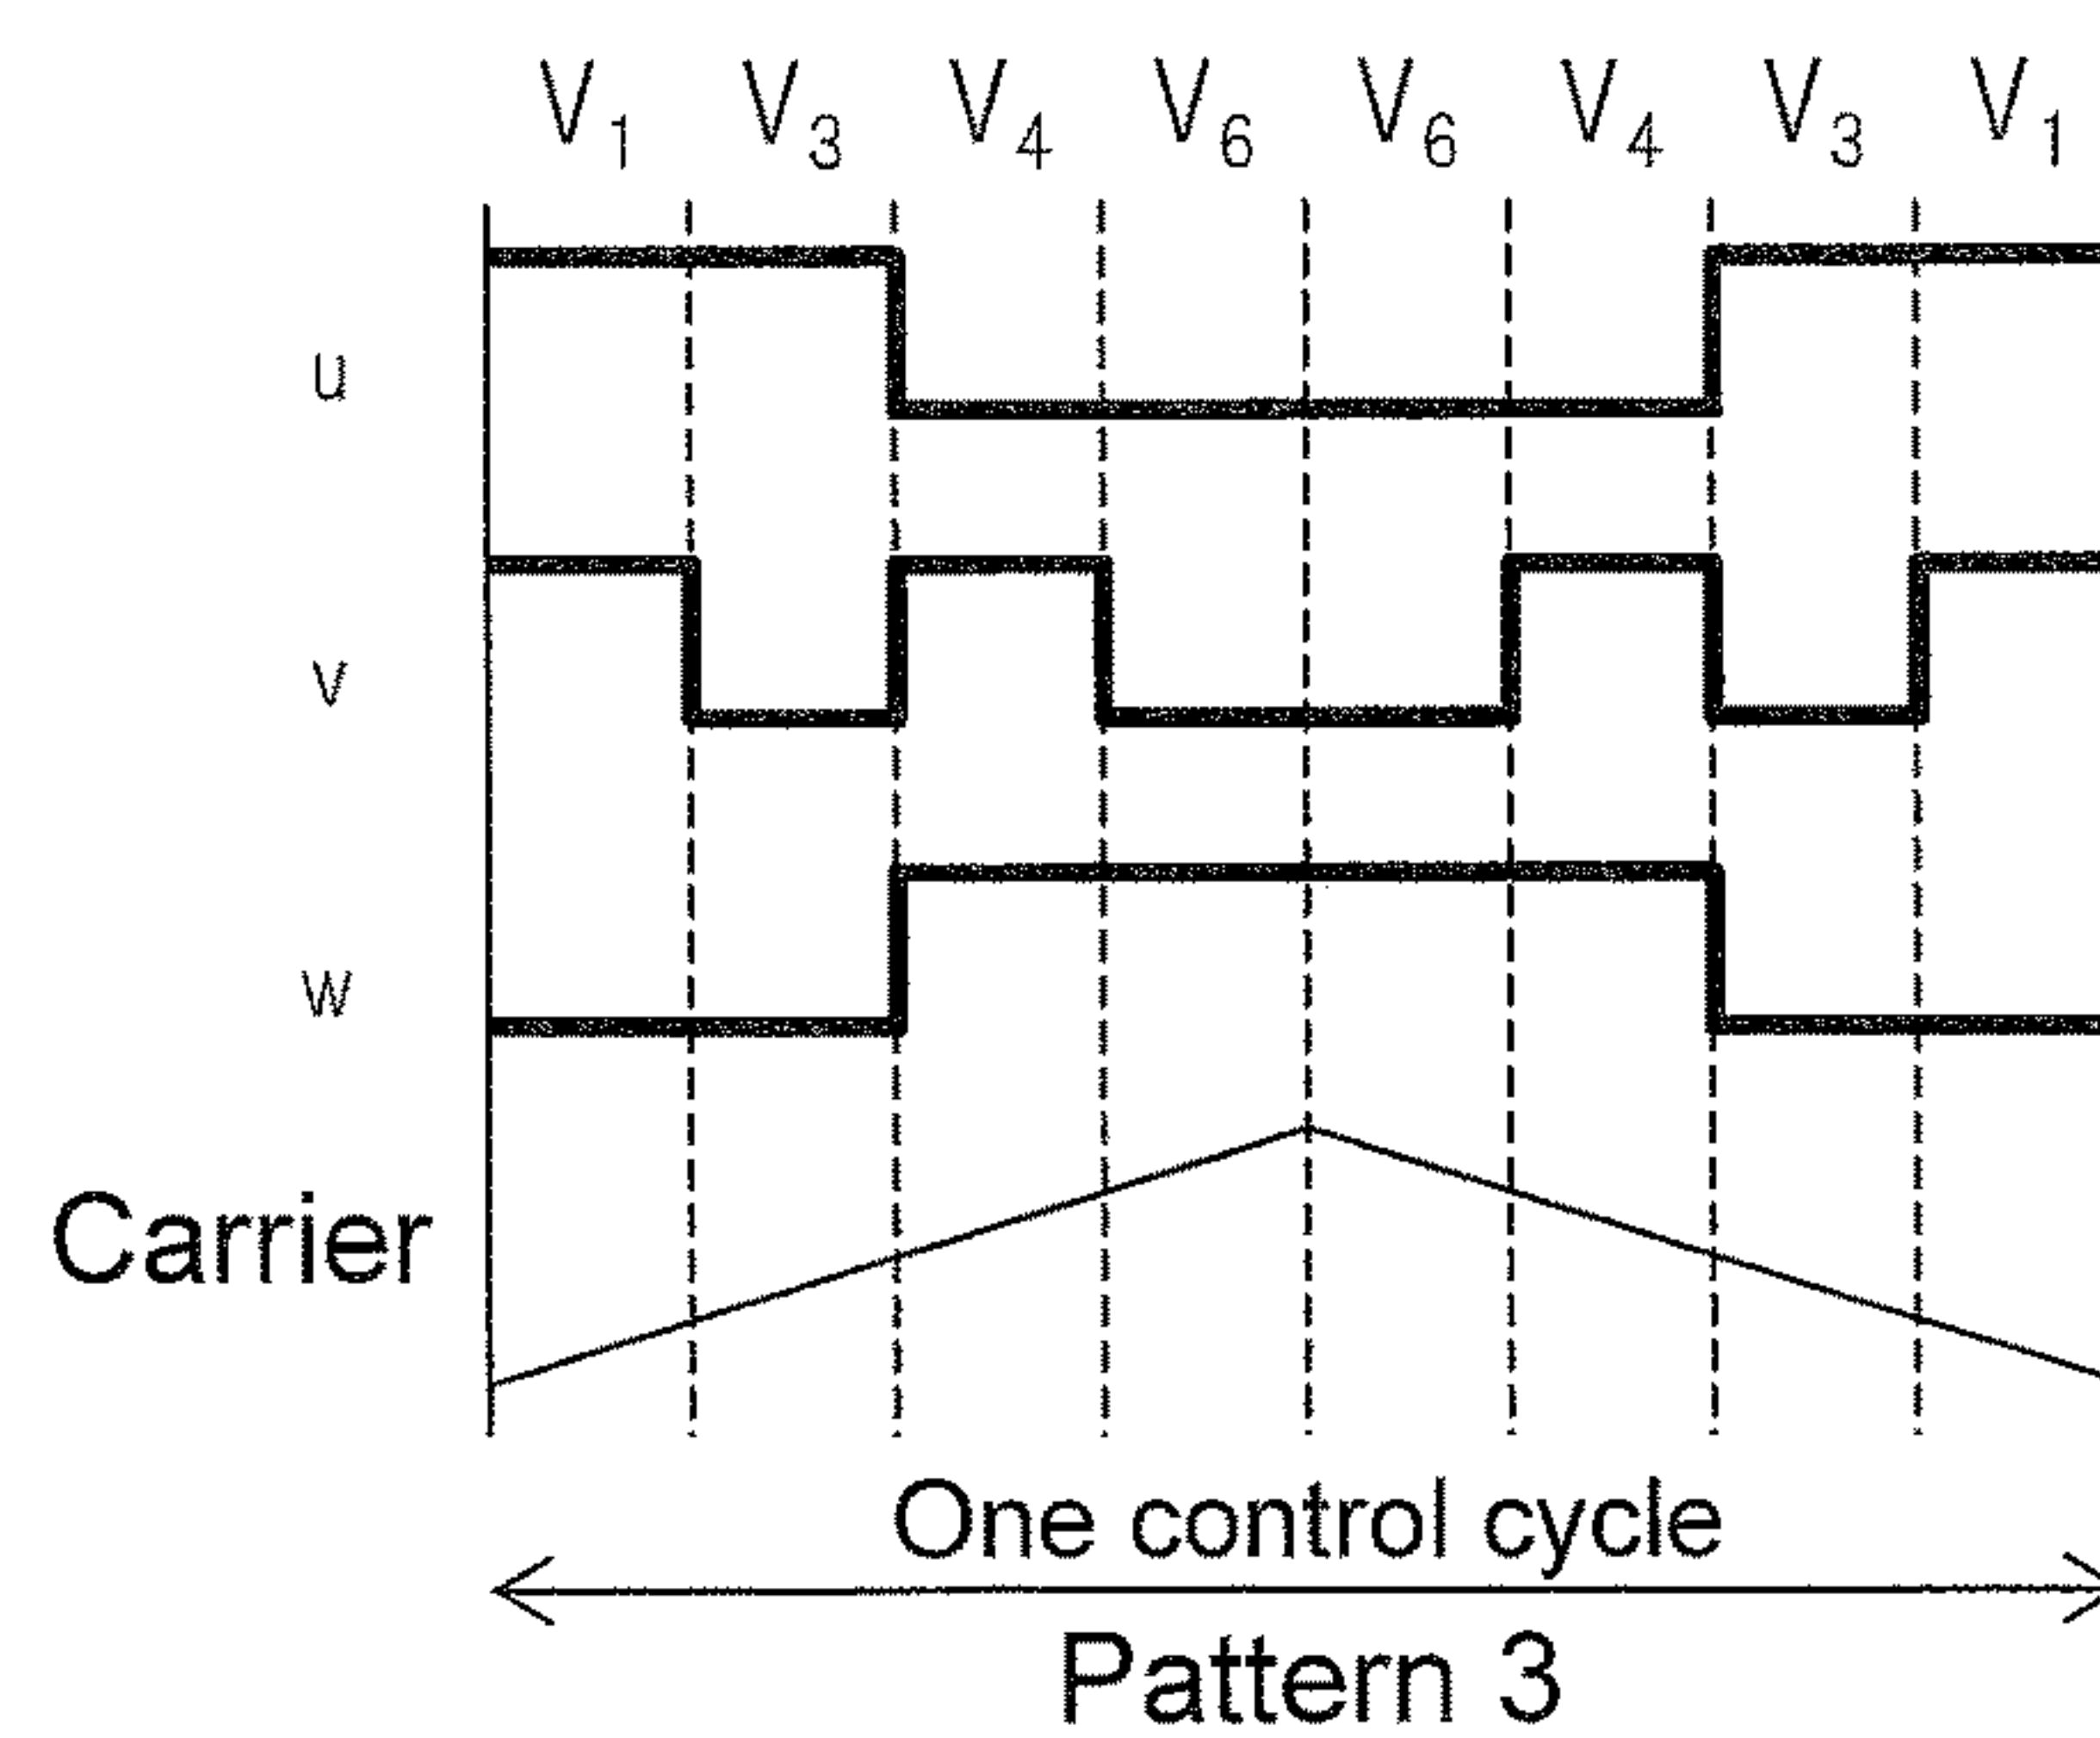 V1 V3 V4 V6 V6 V4 V3 V1
u
v
w
Carrier
One control cycle
Pattern 3